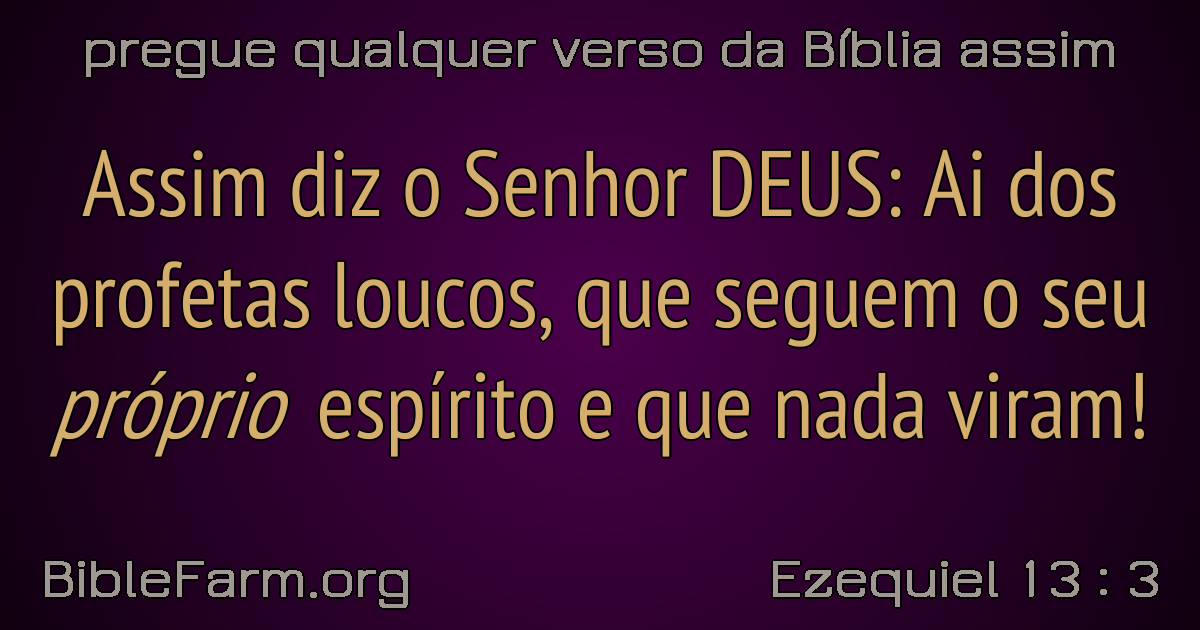 pregue qualquer verso da Bíblia assim
Assim diz o Senhor DEUS: Ai dos
profetas loucos, que seguem o seu
próprio espírito e que nada viram!
BibleFarm.org
Ezequiel 13 : 3